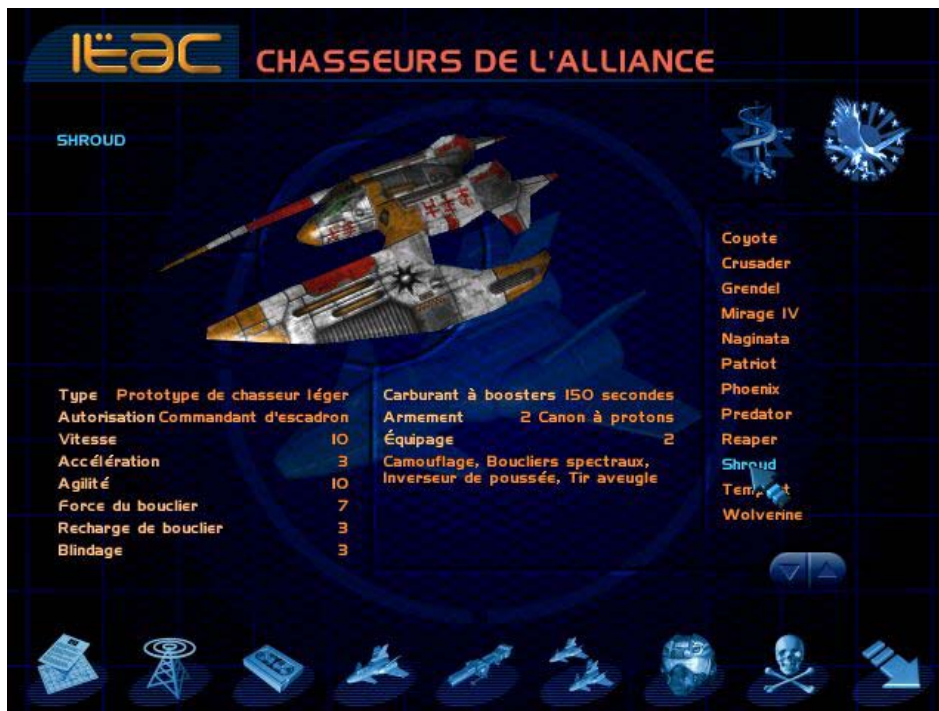 ITAC
CHASSEURS DE L'ALLIANCE
SHROUD
Type Prototype de chasseur léger
Autorisation Commandant d'escadron
Vitesse 10
Accélération 3
Agilité 10
Force du bouclier 7
Recharge de bouclier 3
Blindage 3
Carburant à boosters 150 secondes
Armement 2 Canon à protons
Équipage 2
Camouflage, Boucliers spectraux,
Inverseur de poussée, Tir aveugle
Coyote
Crusader
Grendel
Mirage IV
Naginata
Patriot
Phoenix
Predator
Reaper
Shroud
Tempest
Wolverine